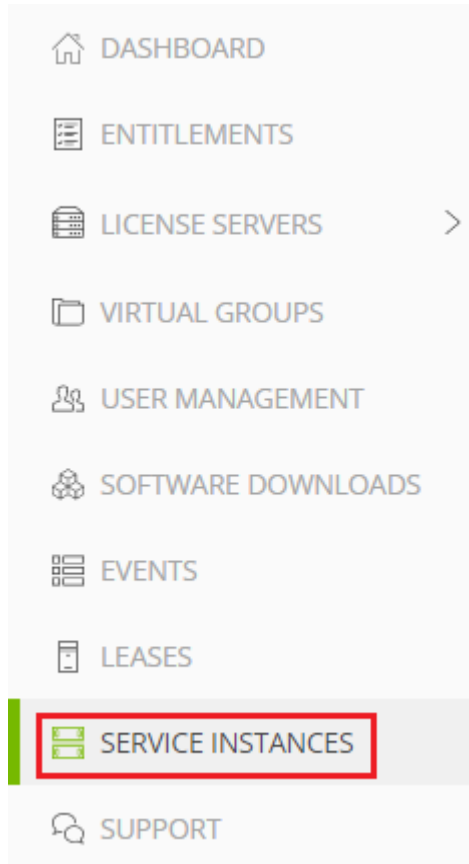 DASHBOARD
ENTITLEMENTS
LICENSE SERVERS
VIRTUAL GROUPS
USER MANAGEMENT
SOFTWARE DOWNLOADS
EVENTS
LEASES
SERVICE INSTANCES
SUPPORT